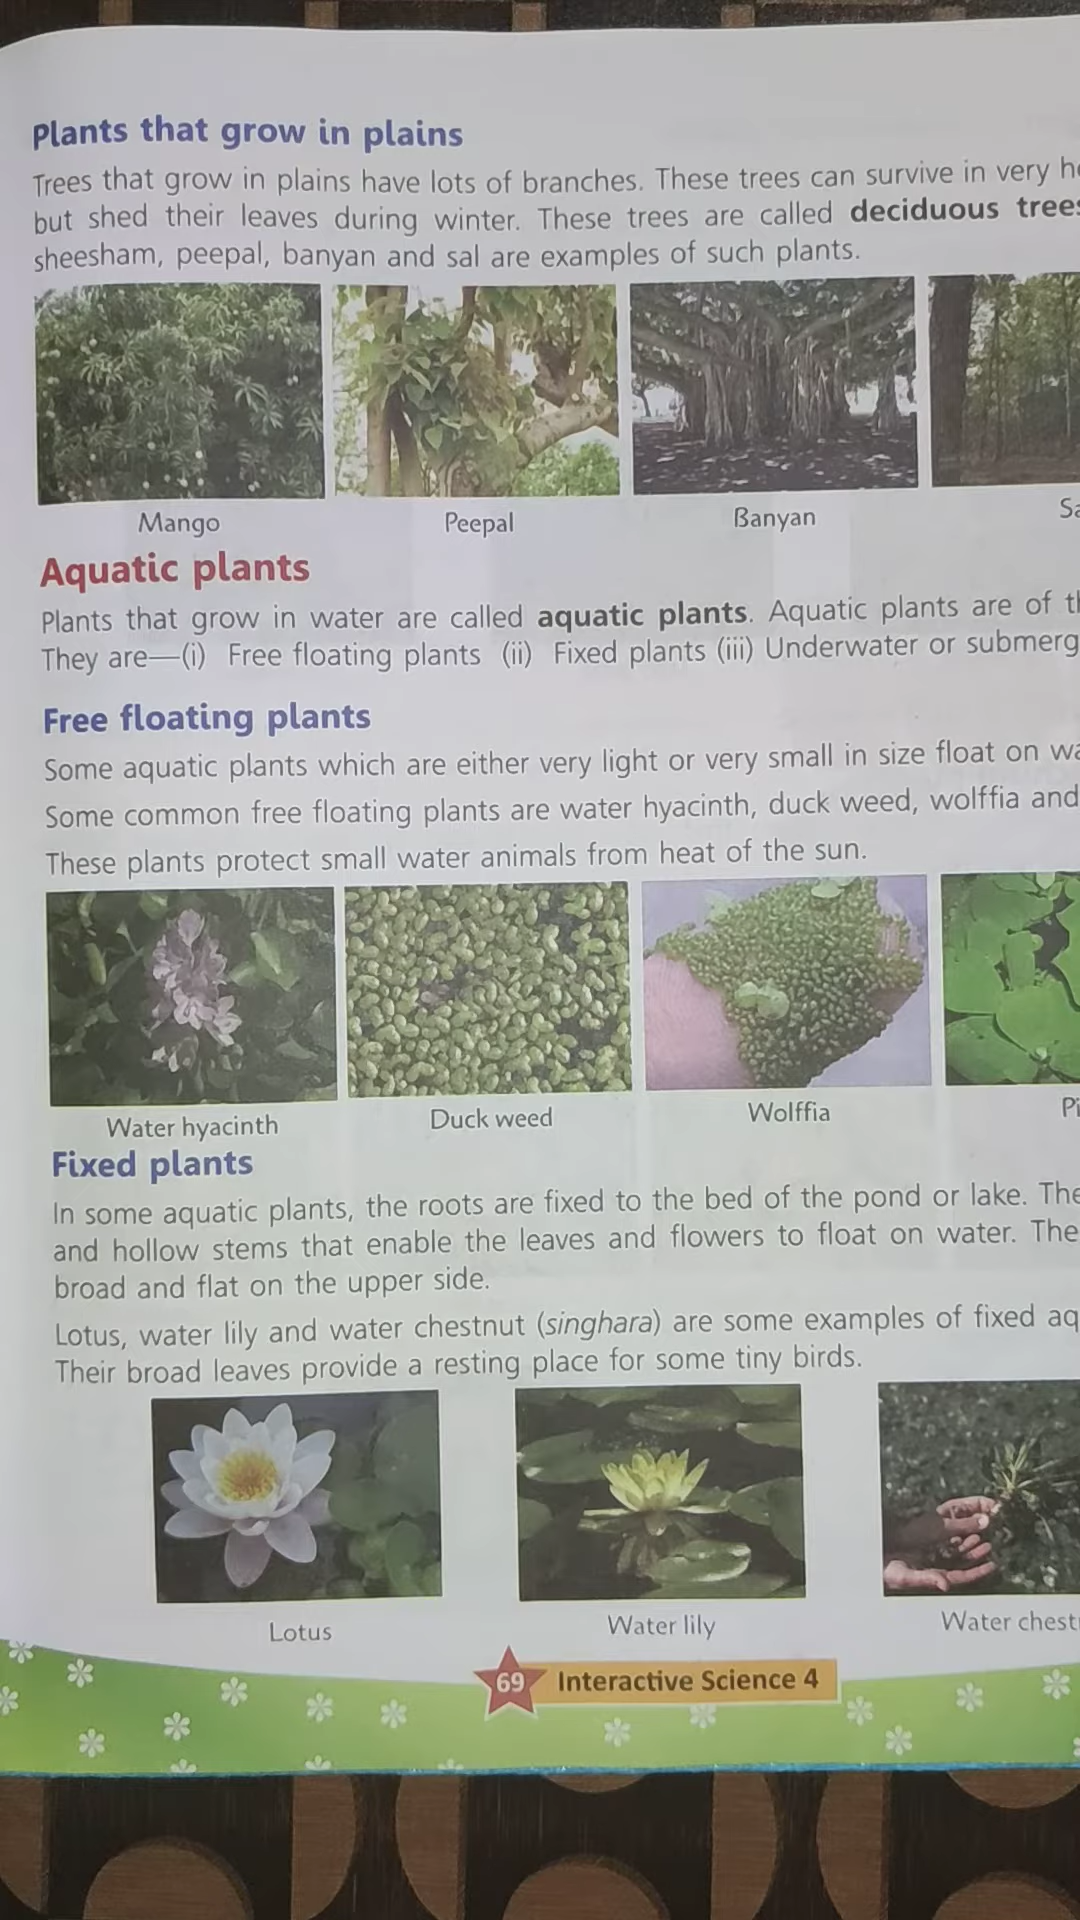 Plants that grow in plains
Trees that grow in plains have lots of branches. These trees can survive in very
but shed their leaves during winter. These trees are called deciduous trees
sheesham, peepal, banyan and sal are examples of such plants.
Mango Peepal Banyan
Aquatic plants
Plants that grow in water are called aquatic plants. Aquatic plants are of
They are—(i) Free floating plants (ii) Fixed plants (iii) Underwater or submerg
Free floating plants
Some aquatic plants which are either very light or very small in size float on
Some common free floating plants are water hyacinth, duck weed, wolffia and
These plants protect small water animals from heat of the sun.
Water hyacinth Duck weed Wolffia Pi
Fixed plants
In some aquatic plants, the roots are fixed to the bed of the pond or lake. The
and hollow stems that enable the leaves and flowers to float on water. The
broad and flat on the upper side.
Lotus, water lily and water chestnut (singhara) are some examples of fixed aq
Their broad leaves provide a resting place for some tiny birds.
Lotus Water lily Water chest
69 Interactive Science 4